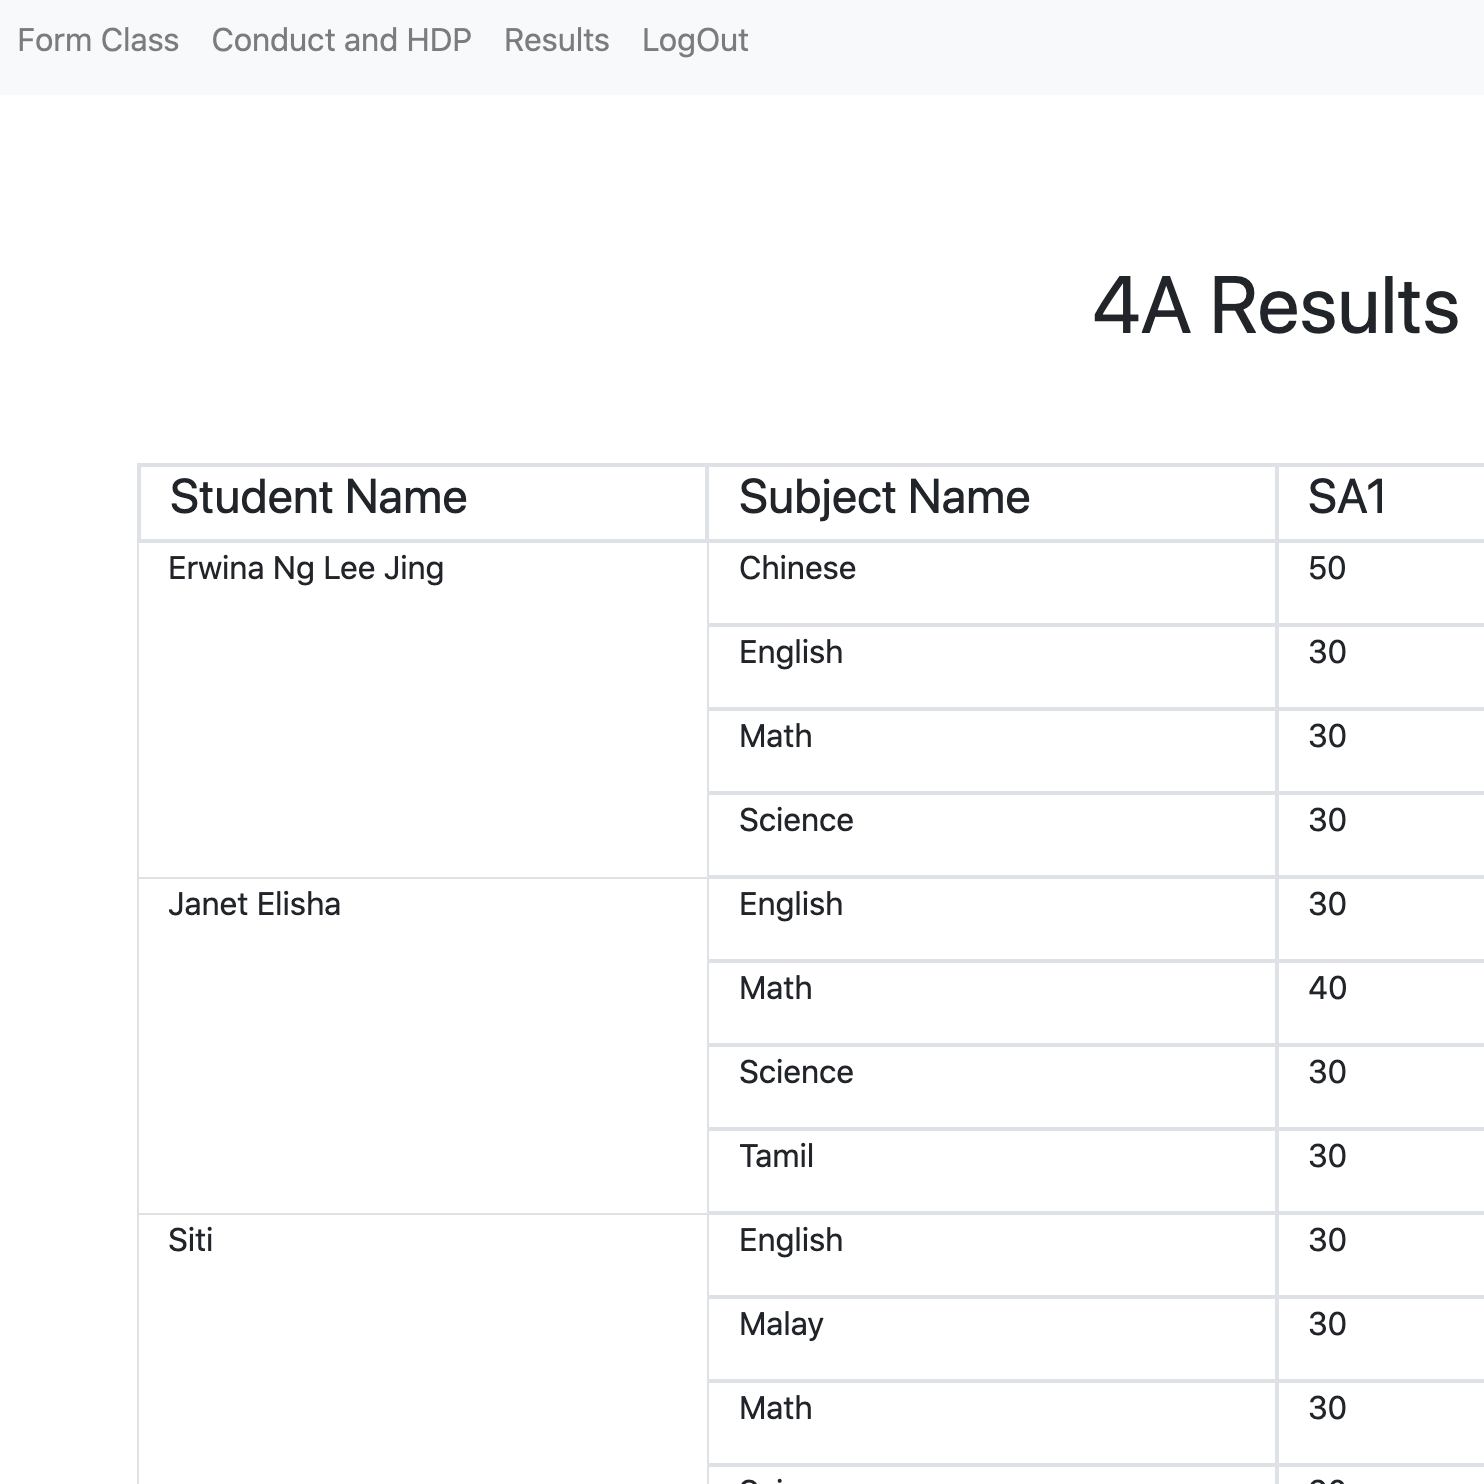 Form Class Conduct and HDP Results LogOut
4A Results
Student Name Subject Name SA1
Erwina Ng Lee Jing Chinese 50
English 30
Math 30
Science 30
Janet Elisha English 30
Math 40
Science 30
Tamil 30
Siti English 30
Malay 30
Math 30